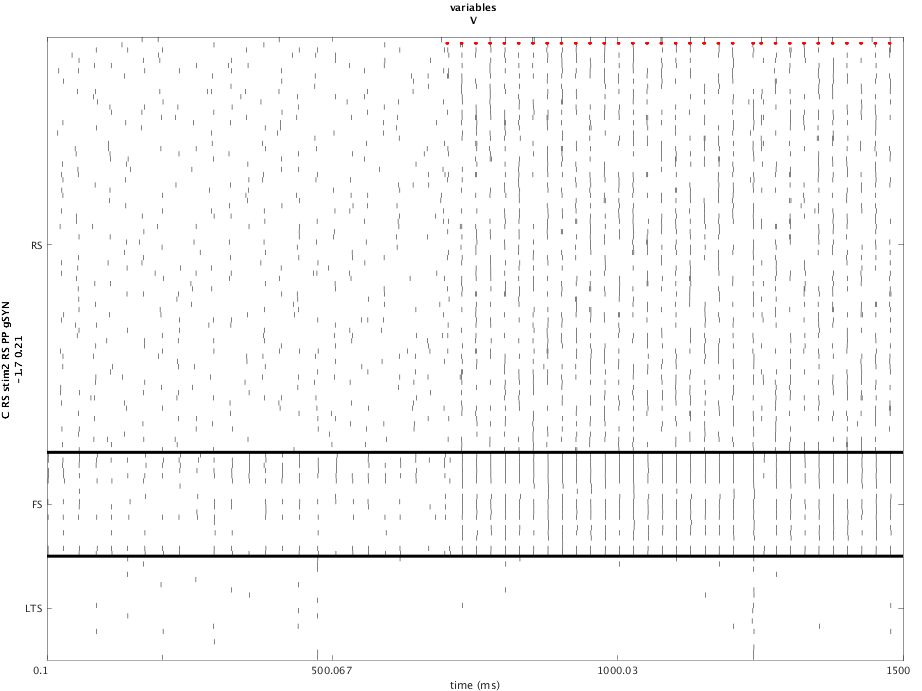 variables
V
C RS stim2 RS PP gSYN
-1.7 0.21
RS
FS
LTS
0.1
500.067
1000.03
1500
time (ms)